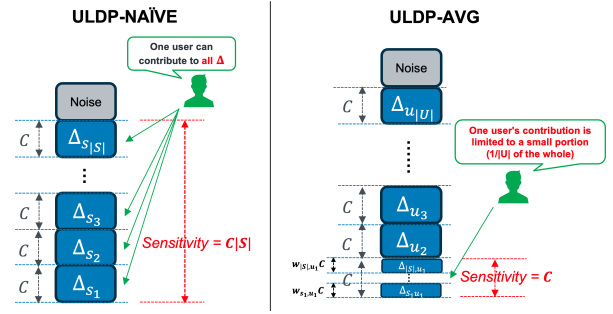 ULDP-NAÏVE
One user can
contribute to all Δ
Noise
C
Δ_{s_{|S|}}
C
Δ_{s_3}
C
Δ_{s_2}
C
Δ_{s_1}
Sensitivity = C|S|
ULDP-AVG
Noise
C
Δ_{u_{|U|}}
One user's contribution is
limited to a small portion
(1/|U| of the whole)
C
Δ_{u_3}
C
Δ_{u_2}
w_{|S|,u_1}C
Δ_{|S|,u_1}
C
w_{s_1,u_1}C
Δ_{s_1,u_1}
Sensitivity = C